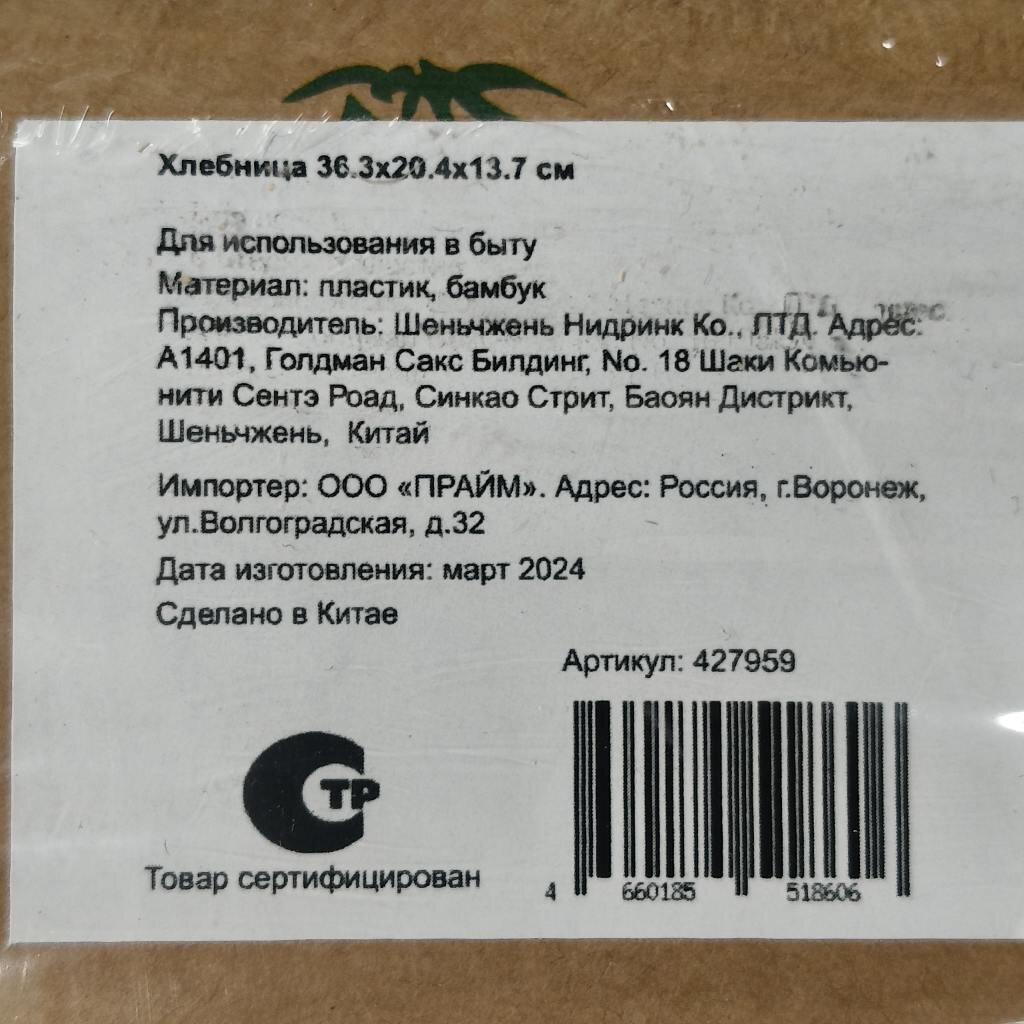 Хлебница 36.3х20.4х13.7 см
Для использования в быту
Материал: пластик, бамбук
Производитель: Шеньчжень Нидринк Ко., ЛТД. Адрес:
А1401, Голдман Сакс Билдинг, No. 18 Шаки Комью-
нити Сентэ Роад, Синкао Стрит, Баоян Дистрикт,
Шеньчжень, Китай
Импортер: ООО «ПРАЙМ». Адрес: Россия, г.Воронеж,
ул.Волгоградская, д.32
Дата изготовления: март 2024
Сделано в Китае
Артикул: 427959
ТР
Товар сертифицирован
4 660185 518606